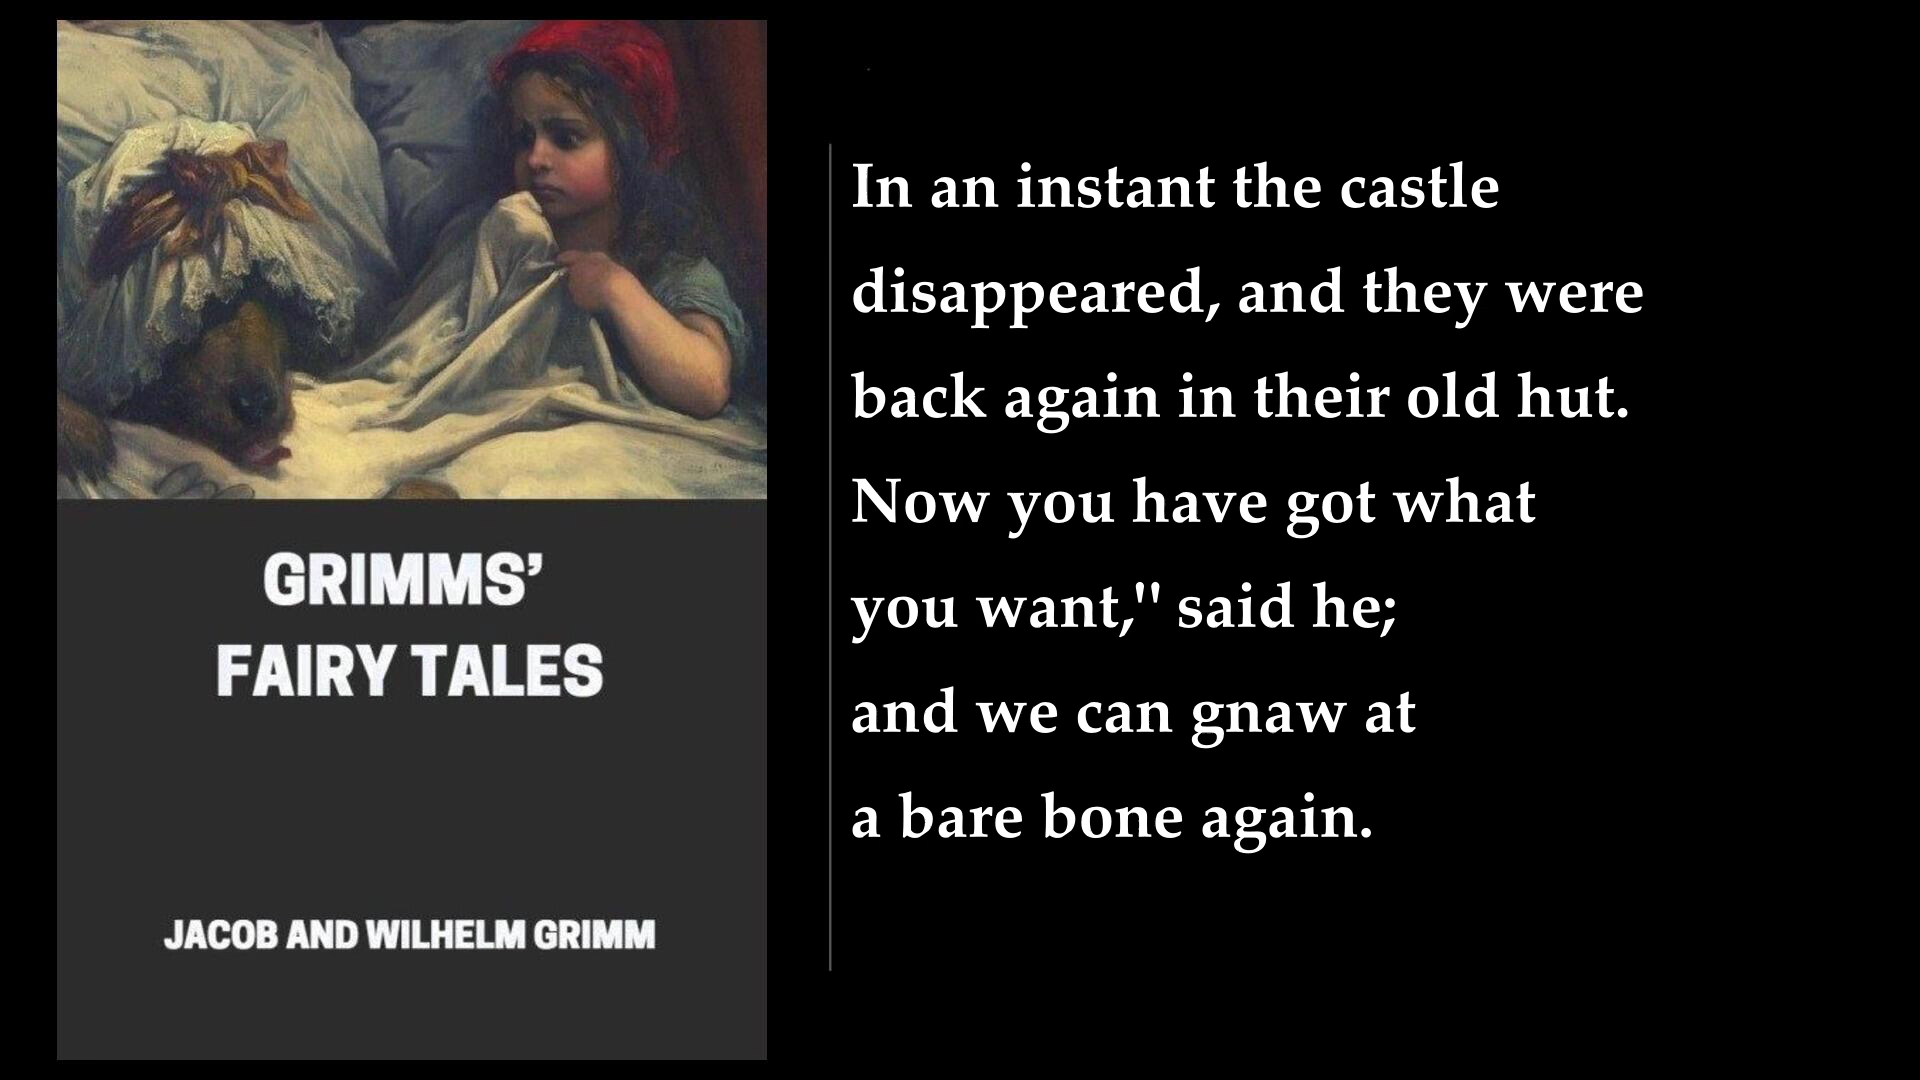 GRIMMS’
FAIRY TALES
JACOB AND WILHELM GRIMM
In an instant the castle
disappeared, and they were
back again in their old hut.
Now you have got what
you want," said he;
and we can gnaw at
a bare bone again.